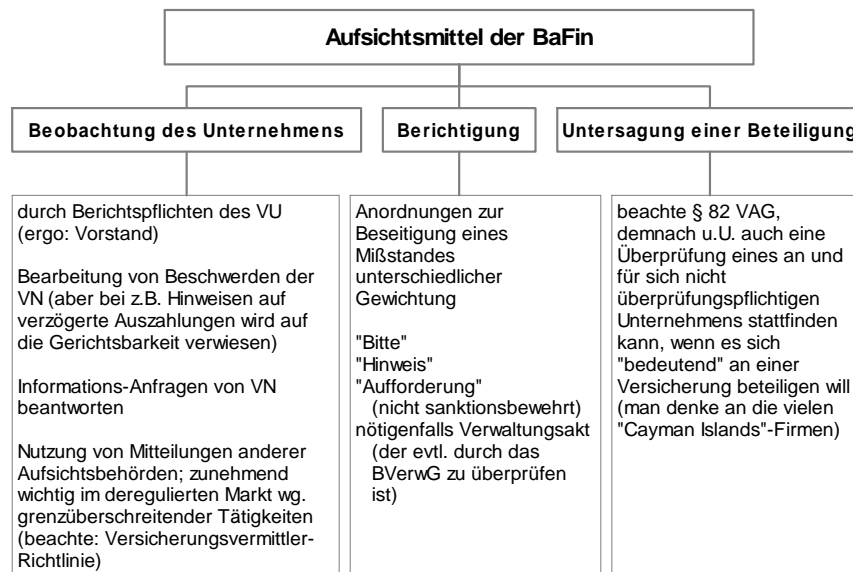 Aufsichtsmittel der BaFin
Beobachtung des Unternehmens
Berichtigung
Untersagung einer Beteiligung
durch Berichtspflichten des VU
(ergo: Vorstand)
Bearbeitung von Beschwerden der
VN (aber bei z.B. Hinweisen auf
verzögerte Auszahlungen wird auf
die Gerichtsbarkeit verwiesen)
Informations-Anfragen von VN
beantworten
Nutzung von Mitteilungen anderer
Aufsichtsbehörden; zunehmend
wichtig im deregulierten Markt wg.
grenzüberschreitender Tätigkeiten
(beachte: Versicherungsvermittler-
Richtlinie)
Anordnungen zur
Beseitigung eines
Mißstandes
unterschiedlicher
Gewichtung
"Bitte"
"Hinweis"
"Aufforderung"
(nicht sanktionsbewehrt)
nötigenfalls Verwaltungsakt
(der evtl. durch das
BVerwG zu überprüfen
ist)
beachte § 82 VAG,
demnach u.U. auch eine
Überprüfung eines an und
für sich nicht
überprüfungspflichtigen
Unternehmens stattfinden
kann, wenn es sich
"bedeutend" an einer
Versicherung beteiligen will
(man denke an die vielen
"Cayman Islands"-Firmen)